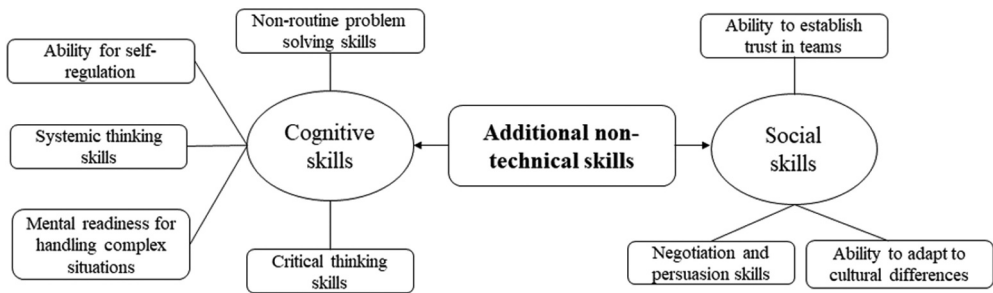 Non-routine problem
solving skills
Ability for self-
regulation
Systemic thinking
skills
Mental readiness for
handling complex
situations
Cognitive
skills
Critical thinking
skills
Additional non-
technical skills
Ability to establish
trust in teams
Social
skills
Negotiation and
persuasion skills
Ability to adapt to
cultural differences